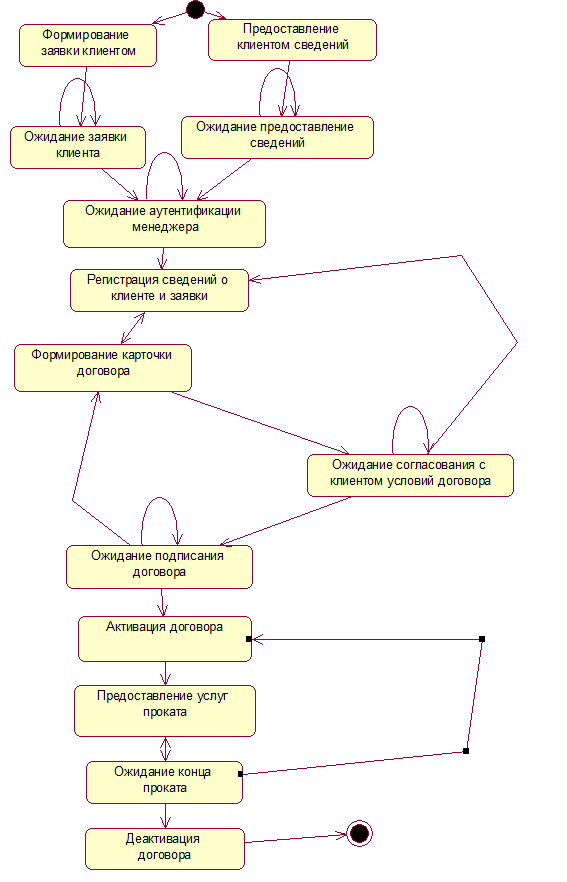 Формирование
заявки клиентом
Предоставление
клиентом сведений
Ожидание заявки
клиента
Ожидание предоставление
сведений
Ожидание аутентификации
менеджера
Регистрация сведений о
клиенте и заявки
Формирование карточки
договора
Ожидание согласования с
клиентом условий договора
Ожидание подписания
договора
Активация договора
Предоставление услуг
проката
Ожидание конца
проката
Деактивация
договора